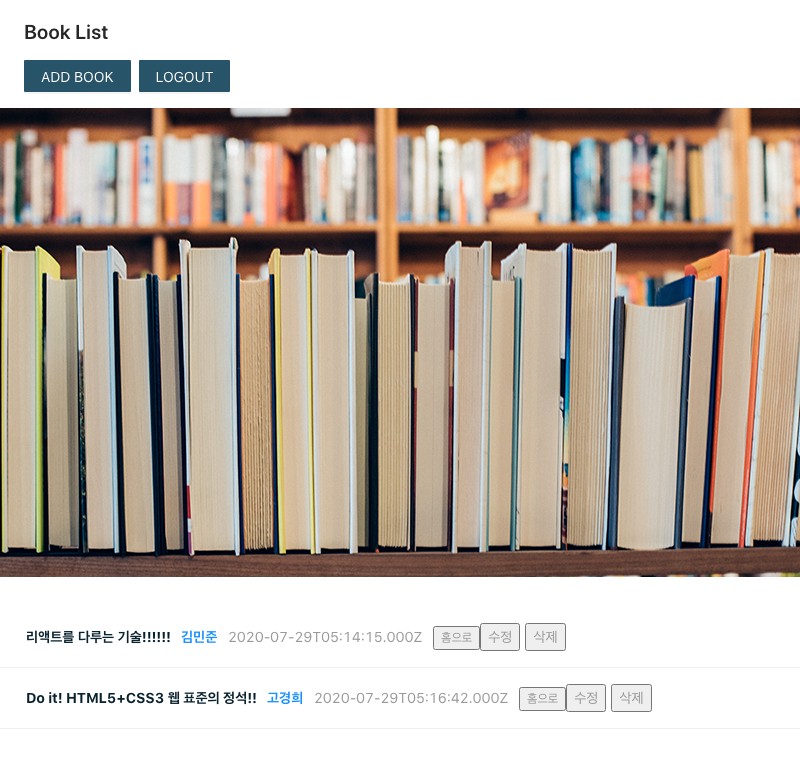 Book List
ADD BOOK LOGOUT
리액트를 다루는 기술!!!!!! 김민준 2020-07-29T05:14:15.000Z 홈으로 수정 삭제
Do it! HTML5+CSS3 웹 표준의 정석!! 고경희 2020-07-29T05:16:42.000Z 홈으로 수정 삭제